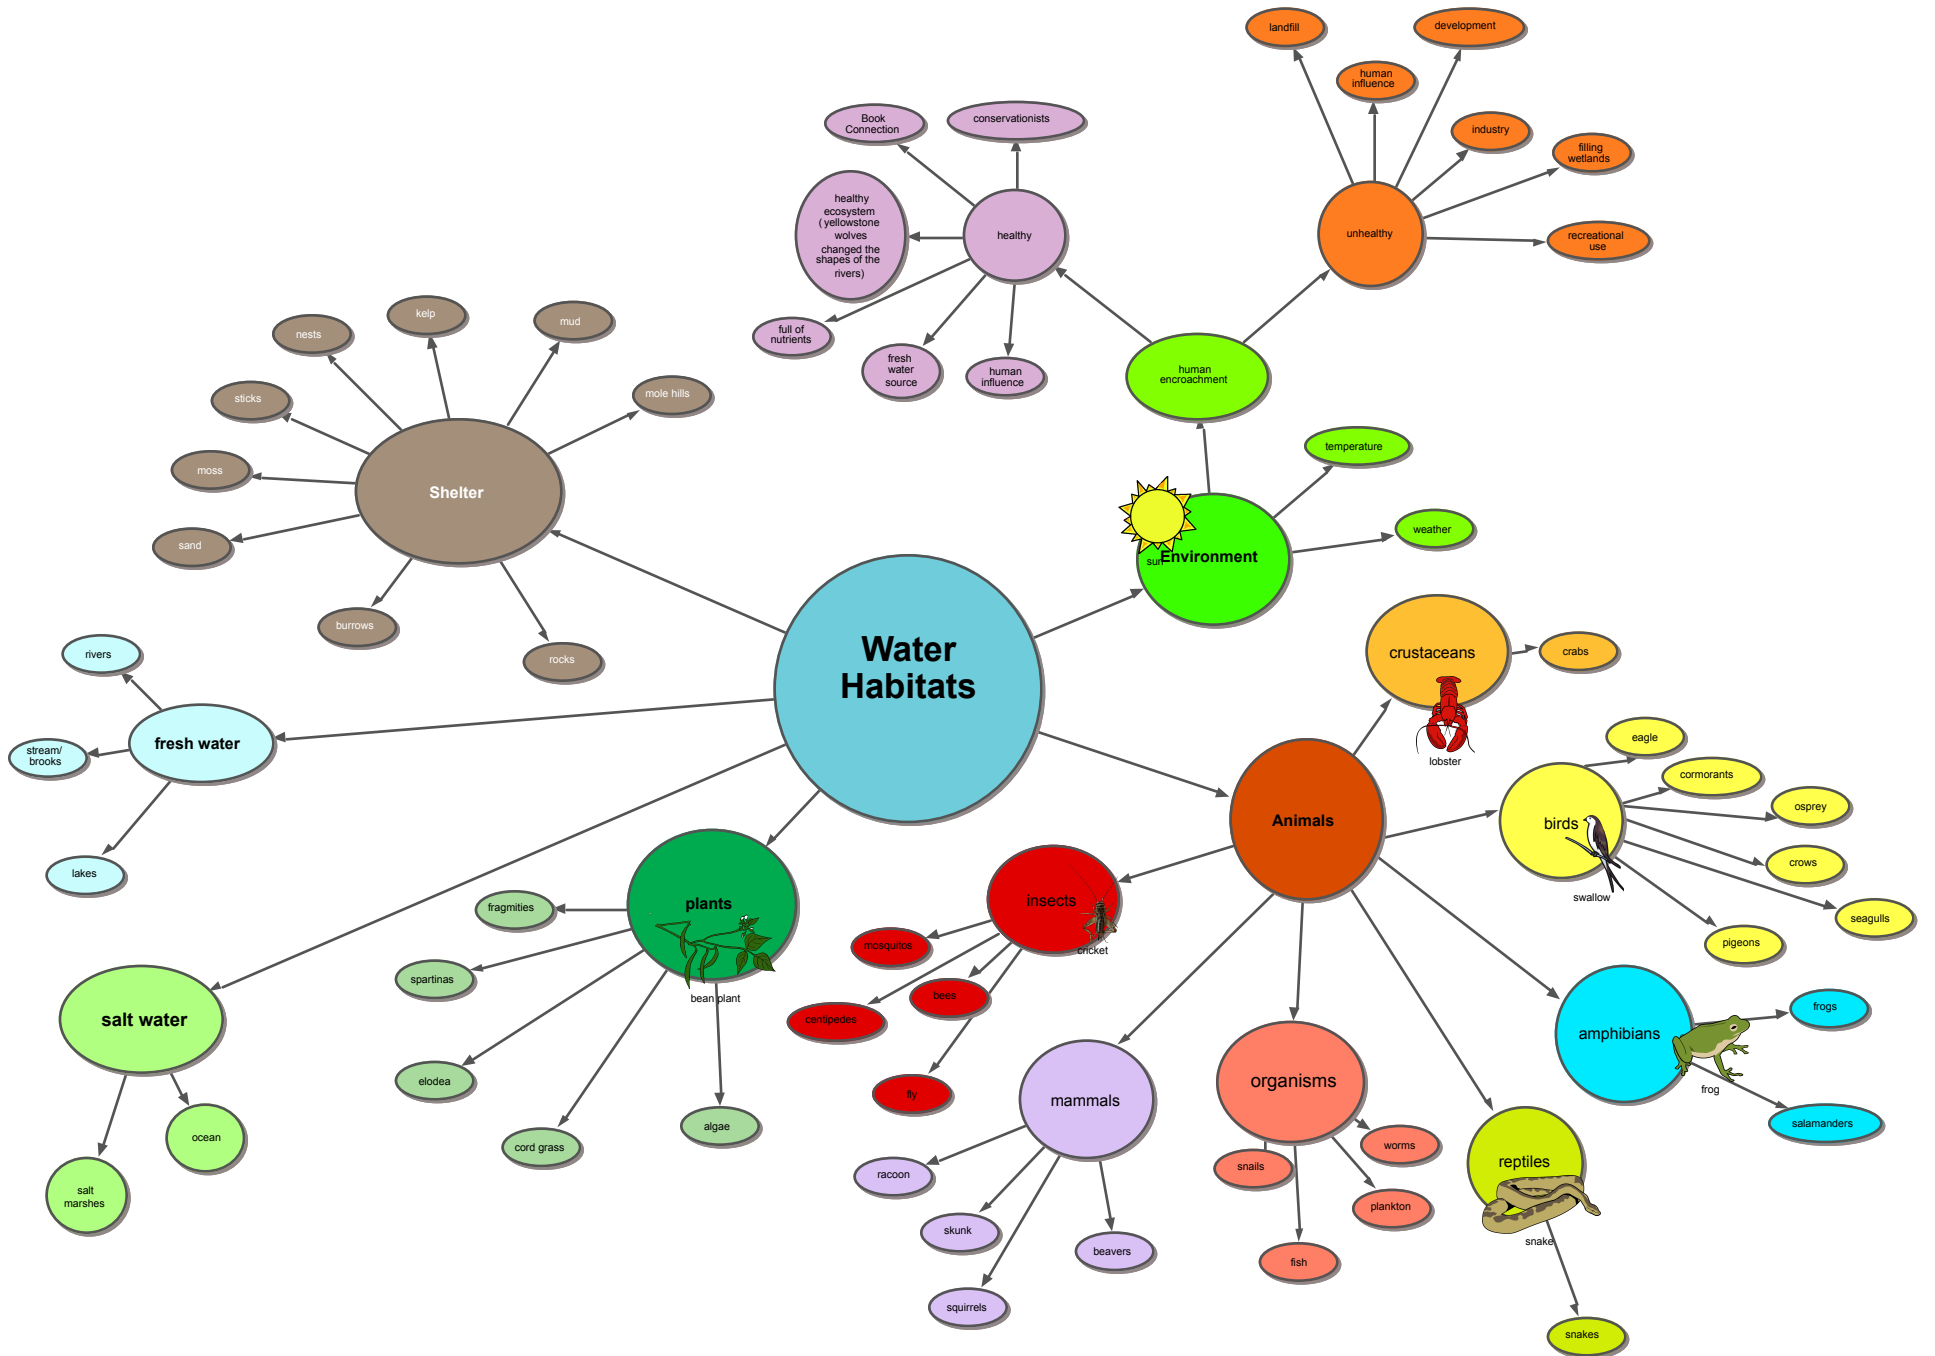 landfill
development
human
influence
industry
filling
wetlands
recreational
use
unhealthy
Book
Connection
conservationists
healthy
ecosystem
( yellowstone
wolves
changed the
shapes of the
rivers)
healthy
full of
nutrients
fresh
water
source
human
influence
human
encroachment
temperature
weather
sun
Environment
kelp
mud
nests
sticks
mole hills
moss
sand
Shelter
burrows
rocks
Water
Habitats
rivers
stream/
brooks
fresh water
lakes
salt water
salt
marshes
ocean
plants
bean plant
fragmities
spartinas
elodea
cord grass
algae
Animals
crustaceans
lobster
crabs
birds
swallow
eagle
cormorants
osprey
crows
seagulls
pigeons
insects
cricket
mosquitos
centipedes
bees
fly
mammals
racoon
skunk
squirrels
beavers
organisms
snails
fish
plankton
worms
reptiles
snake
snakes
amphibians
frog
frogs
salamanders